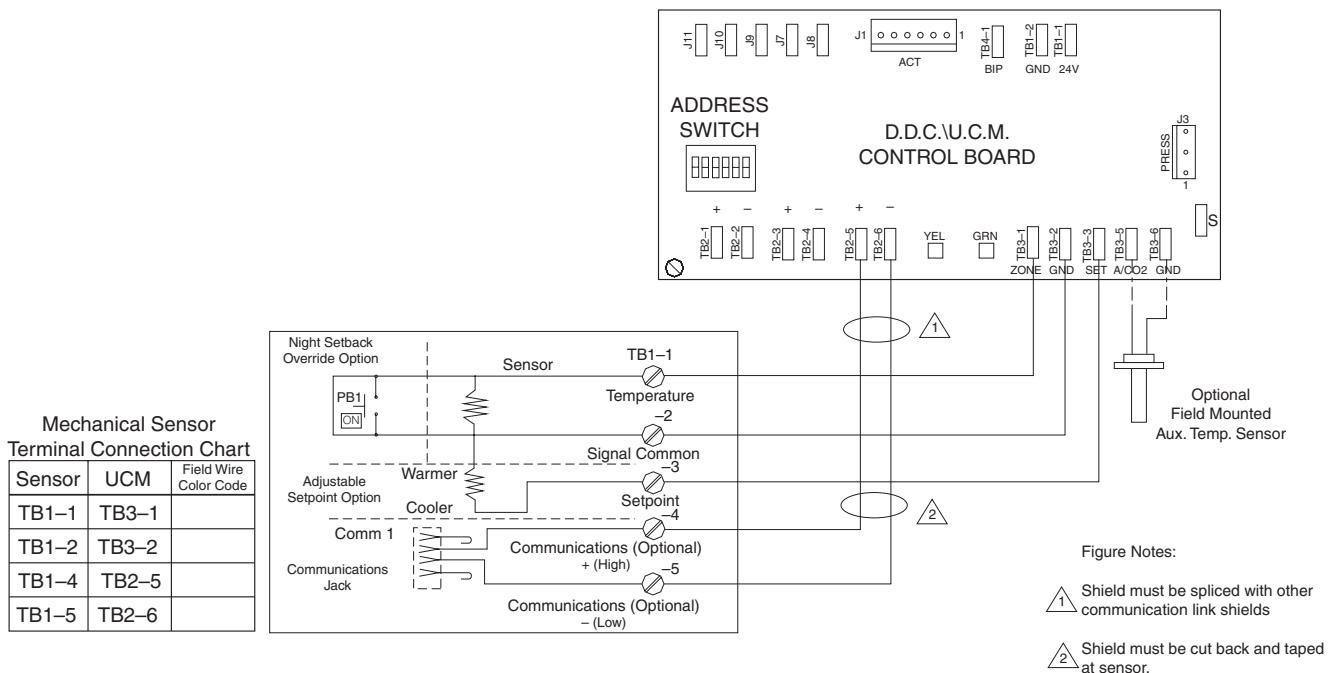 J11
J10
J9
J7
J8
J1
1
ACT
TB4–1
BIP
TB1–2
GND
TB1–1
24V
ADDRESS
SWITCH
D.D.C.\U.C.M.
CONTROL BOARD
J3
PRESS
1
S
+ – + – + –
TB2–1
TB2–2
TB2–3
TB2–4
TB2–5
TB2–6
YEL
GRN
TB3–1
TB3–2
TB3–3
TB3–5
TB3–6
ZONE GND SET A/CO2 GND
1
2
Optional
Field Mounted
Aux. Temp. Sensor
Night Setback
Override Option
Sensor
TB1–1
Temperature
PB1
ON
–2
Signal Common
–3
Setpoint
Adjustable
Setpoint Option
Warmer
Cooler
–4
Comm 1
Communications (Optional)
+ (High)
Communications
Jack
–5
Communications (Optional)
– (Low)
Mechanical Sensor
Terminal Connection Chart
Sensor UCM Field Wire
Color Code
TB1–1 TB3–1
TB1–2 TB3–2
TB1–4 TB2–5
TB1–5 TB2–6
Figure Notes:
1 Shield must be spliced with other
communication link shields
2 Shield must be cut back and taped
at sensor.